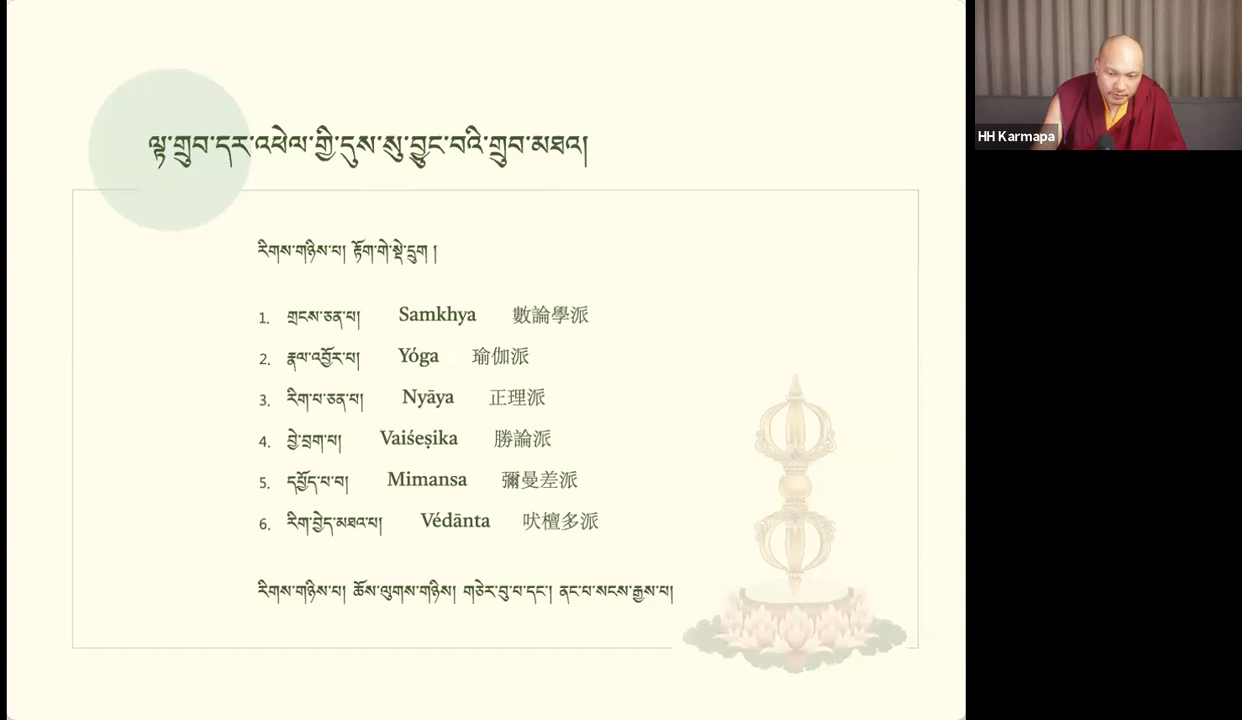 ལྟ་གྲུབ་དར་འཕེལ་གྱི་དུས་སུ་བྱུང་བའི་གྲུབ་མཐའ།
རིགས་གཉིས་པ། རྟོག་གེ་སྡེ་དྲུག །
1. གྲངས་ཅན་པ། Samkhya 數論學派
2. རྣལ་འབྱོར་པ། Yóga 瑜伽派
3. རིག་པ་ཅན་པ། Nyāya 正理派
4. བྱེ་བྲག་པ། Vaiśeṣika 勝論派
5. དཔྱོད་པ་བ། Mimansa 彌曼差派
6. རིག་བྱེད་མཐའ་པ། Védānta 吠檀多派
རིགས་གཉིས་པ། ཆོས་ལུགས་གཉིས། གཅེར་བུ་པ་དང་། ནང་པ་སངས་རྒྱས་པ།
HH Karmapa